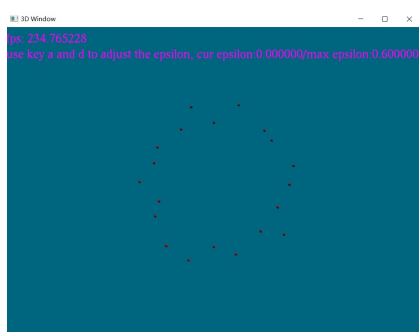 3D Window
fps: 234.765228
use key a and d to adjust the epsilon, cur epsilon:0 000000/max epsilon:0 600000